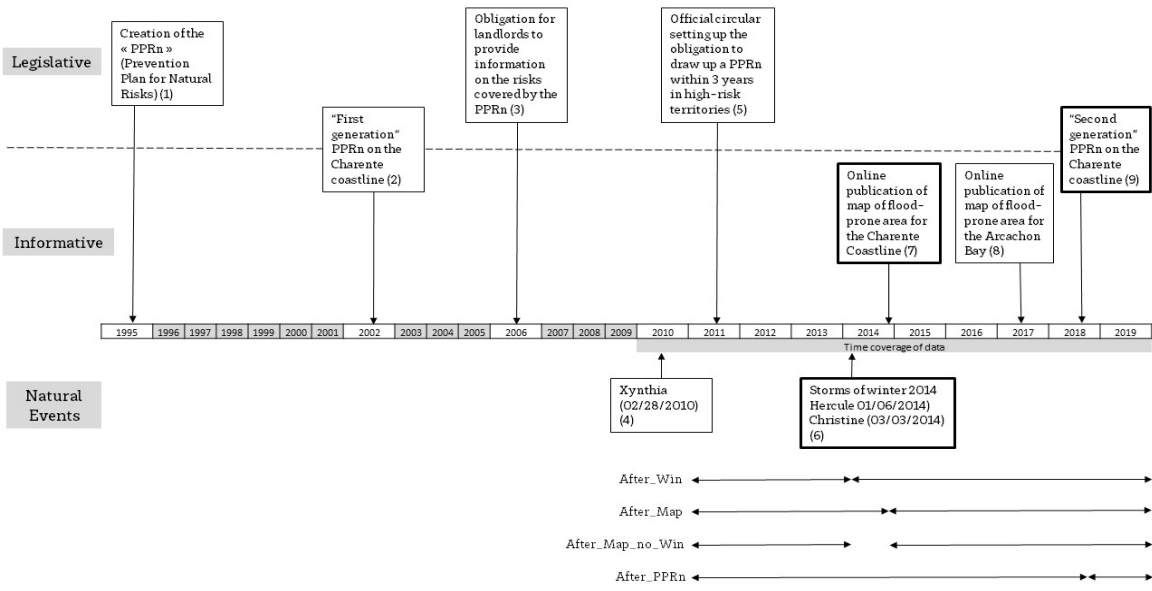 Legislative
Creation of the
« PPRn »
(Prevention
Plan for Natural
Risks) (1)
Obligation for
landlords to
provide
information
on the risks
covered by the
PPRn (3)
Official circular
setting up the
obligation to
draw up a PPRn
within 3 years
in high-risk
territories (5)
"First
generation"
PPRn on the
Charente
coastline (2)
"Second
generation"
PPRn on the
Charente
coastline (9)
Informative
Online
publication of
map of flood-
prone area for
the Charente
Coastline (7)
Online
publication of
map of flood-
prone area for
the Arcachon
Bay (8)
1995 1996 1997 1998 1999 2000 2001 2002 2003 2004 2005 2006 2007 2008 2009 2010 2011 2012 2013 2014 2015 2016 2017 2018 2019
Time coverage of data
Natural
Events
Xynthia
(02/28/2010)
(4)
Storms of winter 2014
Hercule 01/06/2014)
Christine (03/03/2014)
(6)
After_Win
After_Map
After_Map_no_Win
After_PPRn